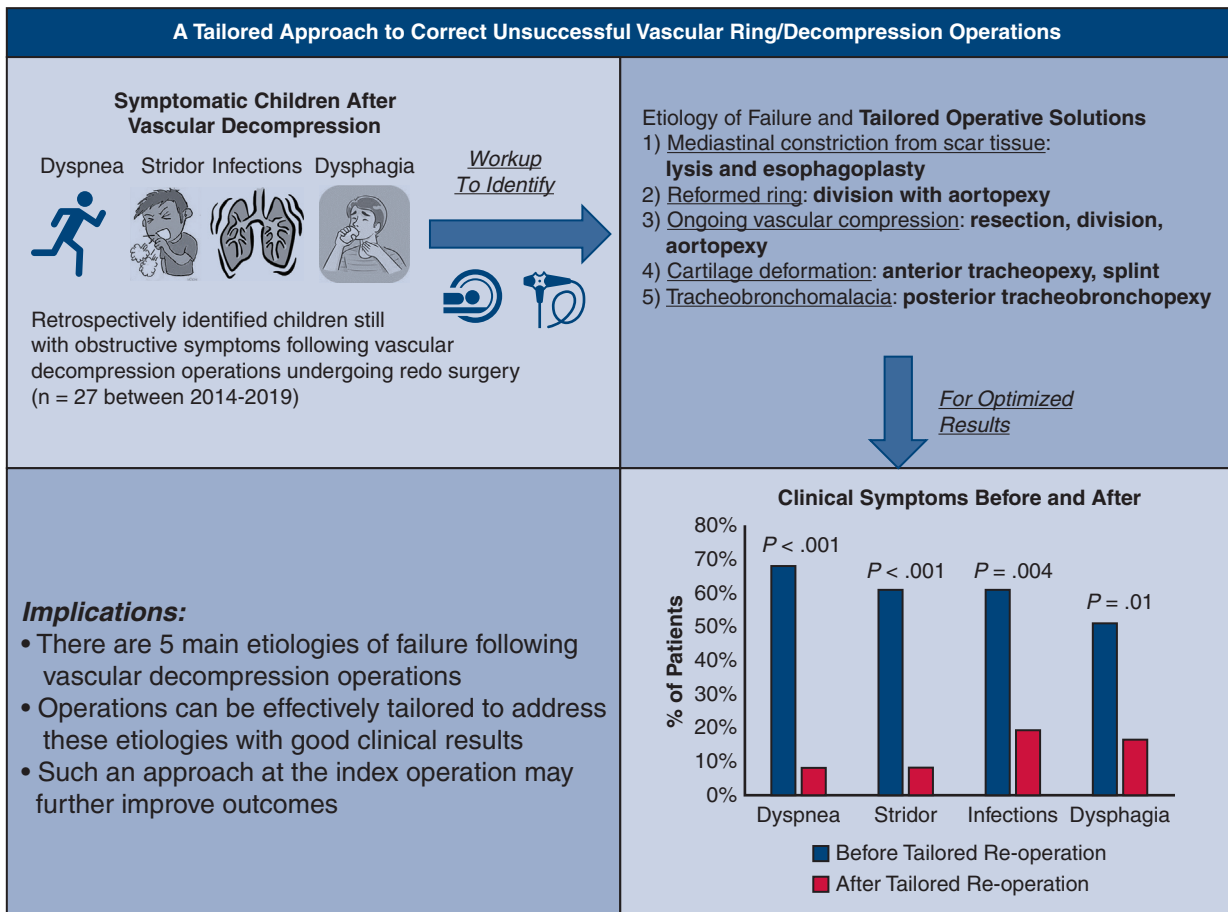 A Tailored Approach to Correct Unsuccessful Vascular Ring/Decompression Operations
Symptomatic Children After
Vascular Decompression
Dyspnea Stridor Infections Dysphagia
Workup
To Identify
Retrospectively identified children still
with obstructive symptoms following vascular
decompression operations undergoing redo surgery
(n = 27 between 2014-2019)
Etiology of Failure and Tailored Operative Solutions
1) Mediastinal constriction from scar tissue:
lysis and esophagoplasty
2) Reformed ring: division with aortopexy
3) Ongoing vascular compression: resection, division,
aortopexy
4) Cartilage deformation: anterior tracheopexy, splint
5) Tracheobronchomalacia: posterior tracheobronchopexy
For Optimized
Results
Implications:
• There are 5 main etiologies of failure following
vascular decompression operations
• Operations can be effectively tailored to address
these etiologies with good clinical results
• Such an approach at the index operation may
further improve outcomes
Clinical Symptoms Before and After
% of Patients
80%
70%
60%
50%
40%
30%
20%
10%
0%
P < .001
P < .001
P = .004
P = .01
Dyspnea Stridor Infections Dysphagia
Before Tailored Re-operation
After Tailored Re-operation